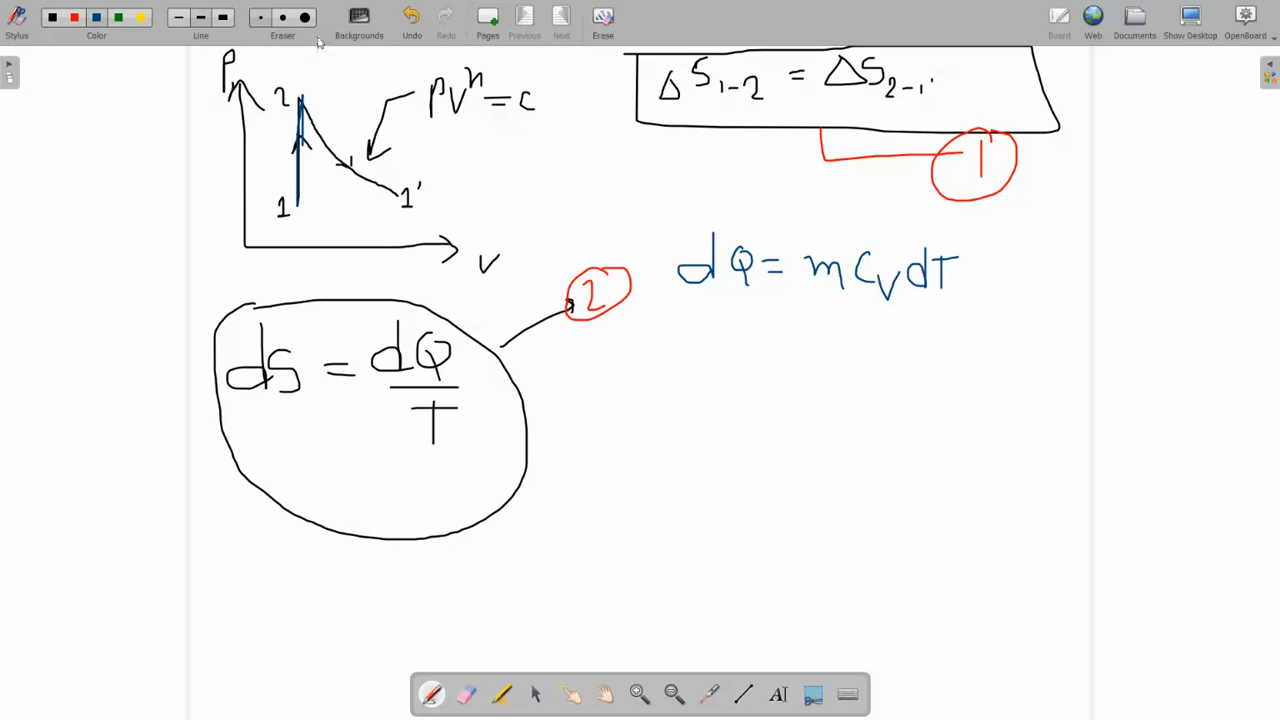 Stylus Color Line Eraser Backgrounds Undo Redo Pages Previous Next Erase Board Web Documents Show Desktop OpenBoard
P
2
PVⁿ = c
1
1'
V
ΔS₁₋₂ = ΔS₂₋₁'
1
dQ = mCᵥdT
2
dS = dQ
T